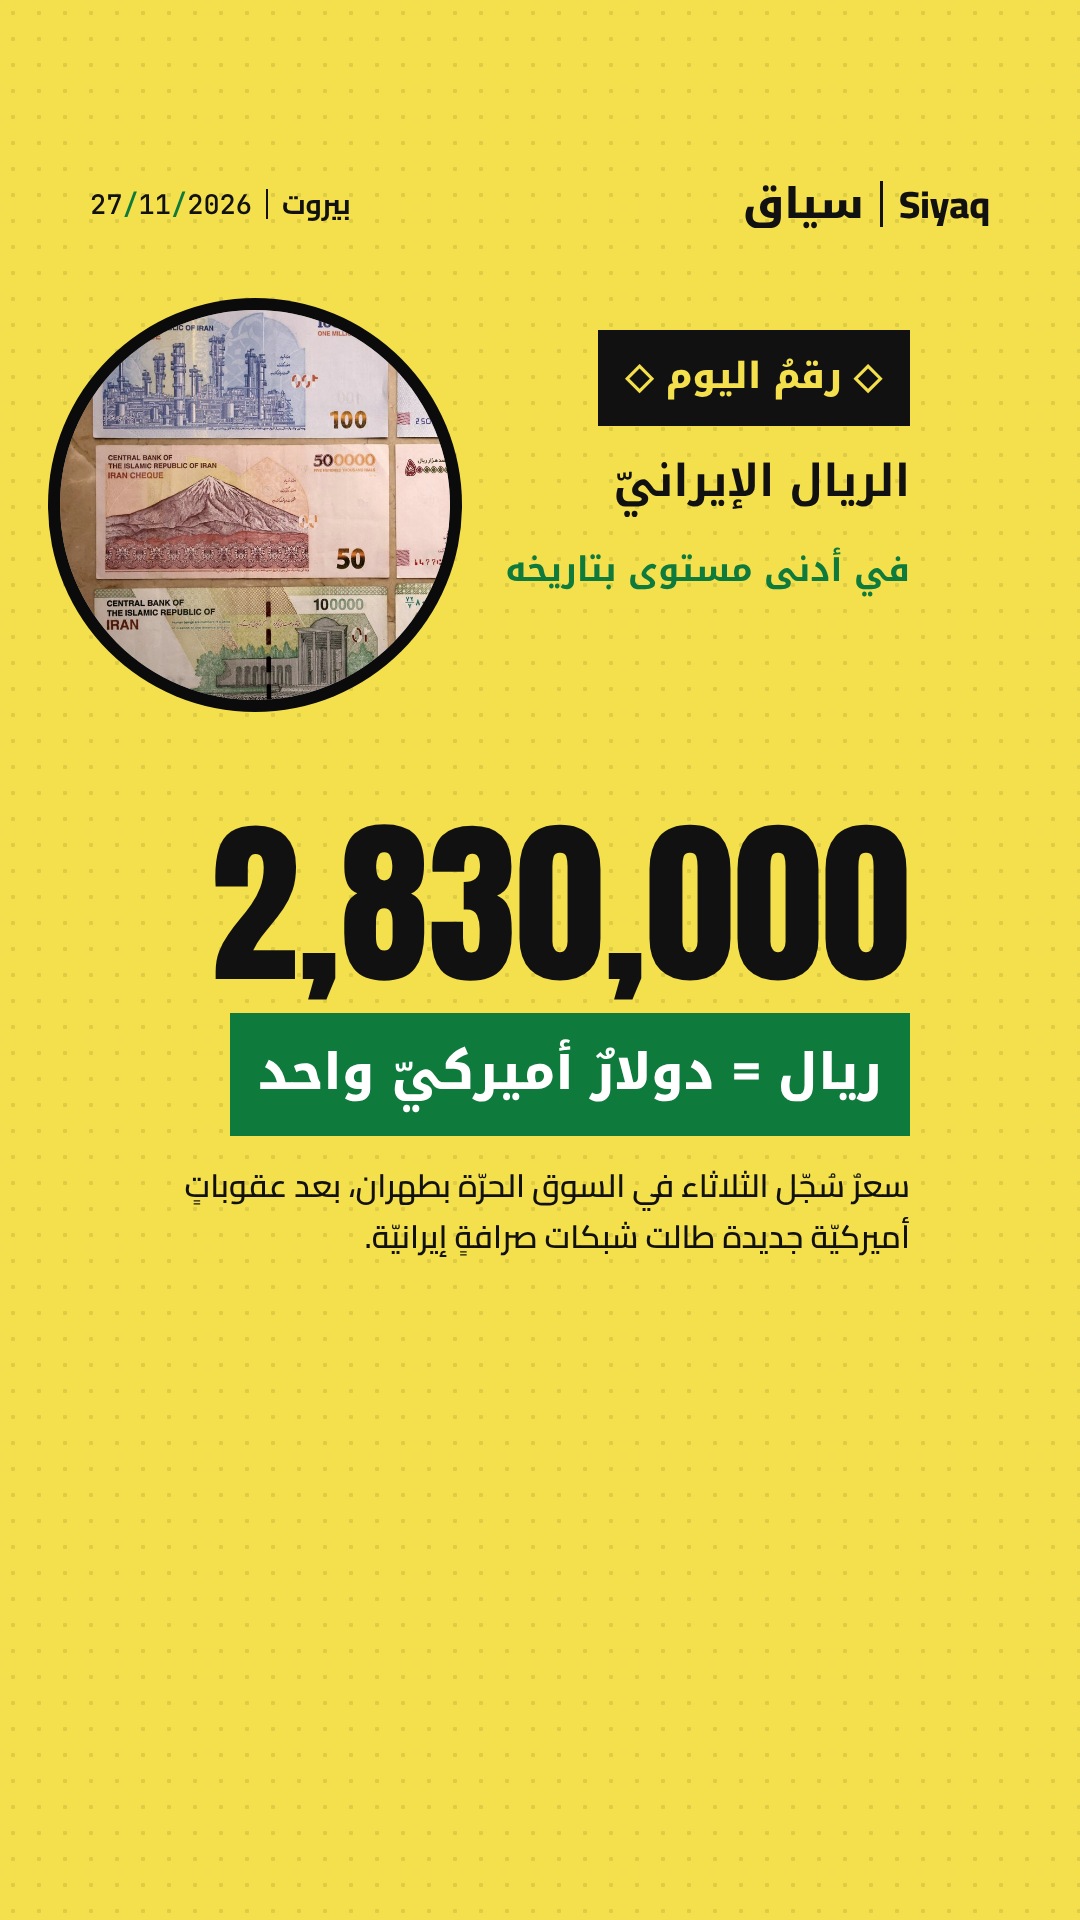 Siyaq | سياق
بيروت | 27/11/2026
◇ رقمُ اليوم ◇
الريال الإيرانيّ
في أدنى مستوى بتاريخه
ONE MILL
100
CENTRAL BANK OF
THE ISLAMIC REPUBLIC OF IRAN
IRAN CHEQUE
500000
50
CENTRAL BANK OF
THE ISLAMIC REPUBLIC OF
IRAN
100000
2,830,000
ريال = دولارٌ أميركيّ واحد
سعرٌ سُجّل الثلاثاء في السوق الحرّة بطهران، بعد عقوباتٍ
أميركيّة جديدة طالت شبكات صرافةٍ إيرانيّة.